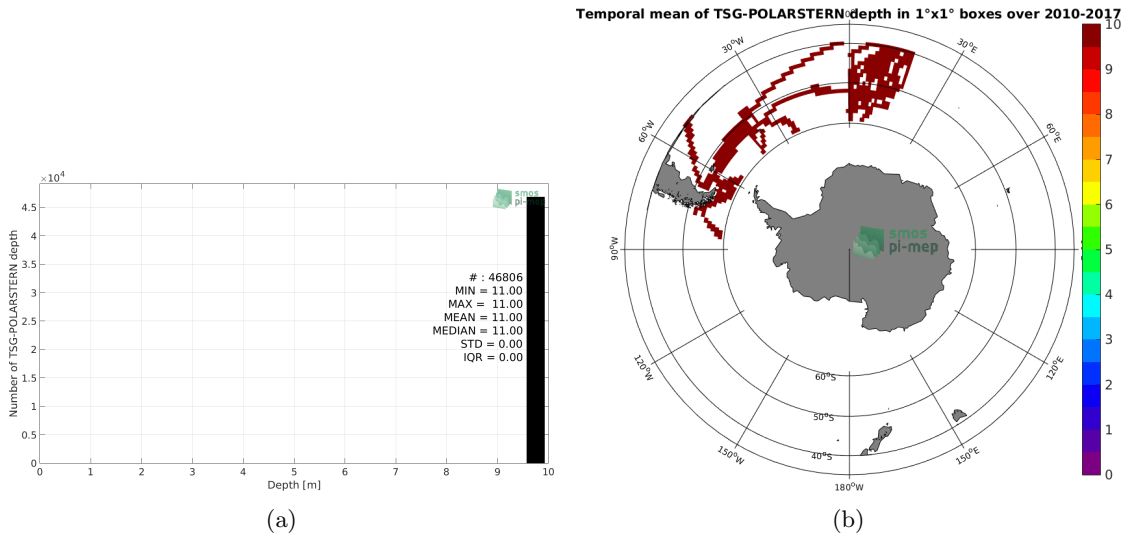 ×10⁴
4.5
4
3.5
3
2.5
2
1.5
1
0.5
0
Number of TSG-POLARSTERN depth
smos
pi-mep
# : 46806
MIN = 11.00
MAX = 11.00
MEAN = 11.00
MEDIAN = 11.00
STD = 0.00
IQR = 0.00
0 1 2 3 4 5 6 7 8 9 10
Depth [m]
(a)
Temporal mean of TSG-POLARSTERN depth in 1°x1° boxes over 2010-2017
30°W
30°E
60°W
60°E
90°W
120°W
120°E
150°W
150°E
180°W
60°S
50°S
40°S
smos
pi-mep
10
9
8
7
6
5
4
3
2
1
0
(b)